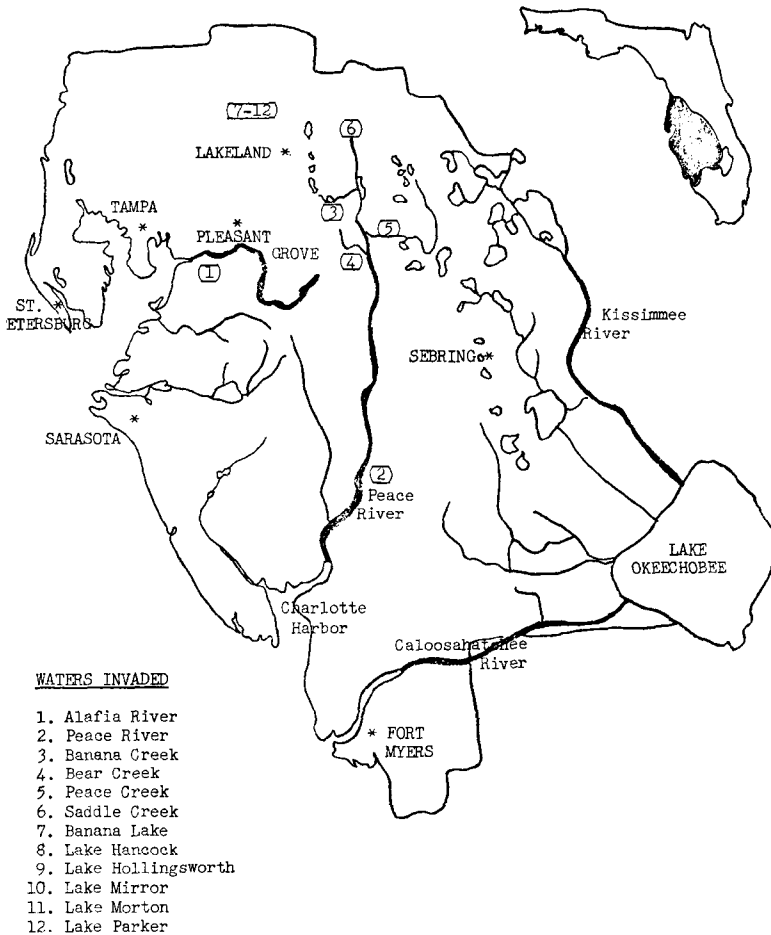 7-12
6
LAKELAND *
TAMPA
*
3
*
PLEASANT
GROVE
5
4
1
ST. *
ETERSBURG
Kissimmee
River
SEBRING *
*
SARASOTA
2
Peace
River
LAKE
OKEECHOBEE
Charlotte
Harbor
Caloosahatchee
River
* FORT
MYERS
WATERS INVADED
1. Alafia River
2. Peace River
3. Banana Creek
4. Bear Creek
5. Peace Creek
6. Saddle Creek
7. Banana Lake
8. Lake Hancock
9. Lake Hollingsworth
10. Lake Mirror
11. Lake Morton
12. Lake Parker